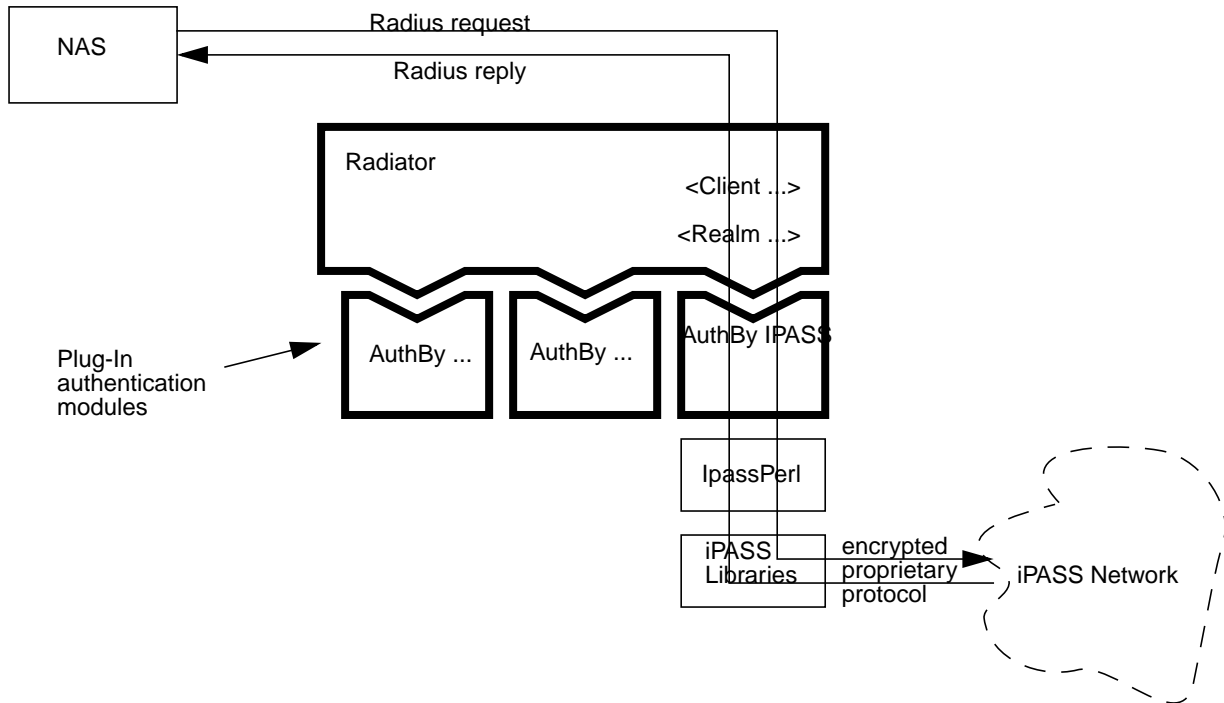 NAS
Radius request
Radius reply
Radiator
<Client ...>
<Realm ...>
AuthBy ...
AuthBy ...
AuthBy IPASS
Plug-In
authentication
modules
IpassPerl
iPASS
Libraries
encrypted
proprietary
protocol
iPASS Network